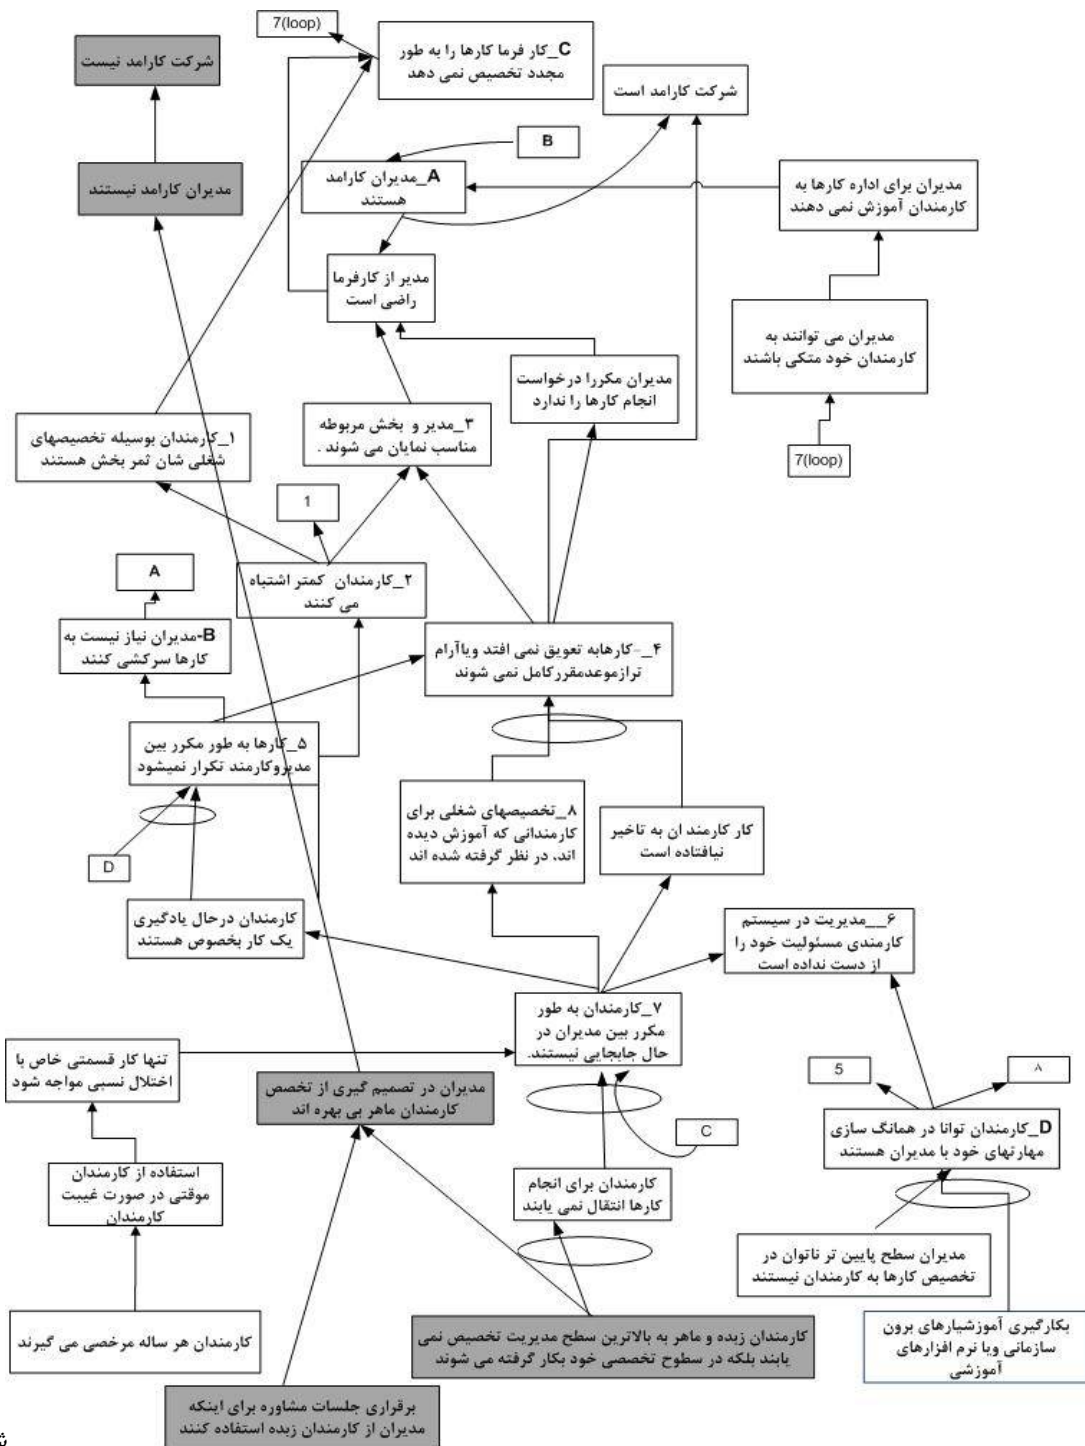 7(loop)
C_کار فرما کارها را به طور
مجدد تخصیص نمی دهد
شرکت کارامد نیست
شرکت کارامد است
B
مدیران کارامد نیستند
A_مدیران کارامد
هستند
مدیران برای اداره کارها به
کارمندان آموزش نمی دهند
مدیر از کارفرما
راضی است
مدیران می توانند به
کارمندان خود متکی باشند
مدیران مکررا درخواست
انجام کارها را ندارد
۳_مدیر و بخش مربوطه
مناسب نمایان می شوند .
۱_کارمندان بوسیله تخصیصهای
شغلی شان ثمر بخش هستند
7(loop)
1
A
۲_کارمندان کمتر اشتباه
می کنند
B-مدیران نیاز نیست به
کارها سرکشی کنند
۴_-کارهابه تعویق نمی افتد ویاآرام
ترازموعدمقررکامل نمی شوند
۵_کارها به طور مکرر بین
مدیروکارمند تکرار نمیشود
۸_تخصیصهای شغلی برای
کارمندانی که آموزش دیده
اند، در نظر گرفته شده اند
کار کارمند ان به تاخیر
نیافتاده است
D
کارمندان درحال یادگیری
یک کار بخصوص هستند
۶__مدیریت در سیستم
کارمندی مسئولیت خود را
از دست نداده است
۷_کارمندان به طور
مکرر بین مدیران در
حال جابجایی نیستند.
تنها کار قسمتی خاص با
اختلال نسبی مواجه شود
مدیران در تصمیم گیری از تخصص
کارمندان ماهر بی بهره اند
5
۸
C
D_کارمندان توانا در همانگ سازی
مهارتهای خود با مدیران هستند
استفاده از کارمندان
موقتی در صورت غیبت
کارمندان
کارمندان برای انجام
کارها انتقال نمی یابند
مدیران سطح پایین تر ناتوان در
تخصیص کارها به کارمندان نیستند
کارمندان هر ساله مرخصی می گیرند
کارمندان زبده و ماهر به بالاترین سطح مدیریت تخصیص نمی
یابند بلکه در سطوح تخصصی خود بکار گرفته می شوند
بکارگیری آموزشیارهای برون
سازمانی ویا نرم افزارهای
آموزشی
برقراری جلسات مشاوره برای اینکه
مدیران از کارمندان زبده استفاده کنند